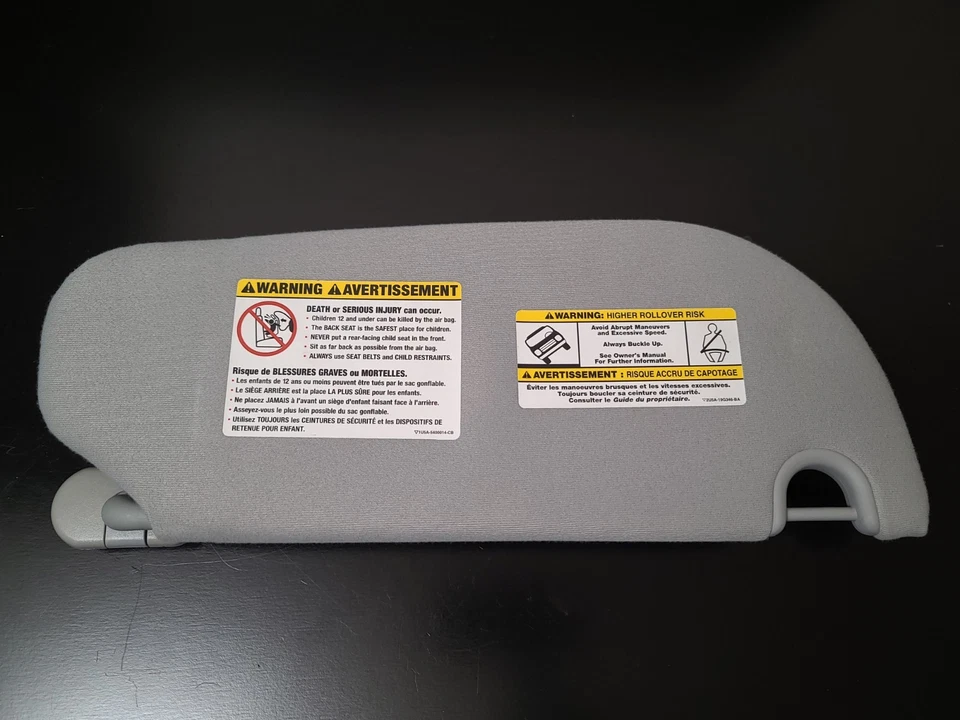 ⚠WARNING ⚠AVERTISSEMENT
DEATH or SERIOUS INJURY can occur.
• Children 12 and under can be killed by the air bag.
• The BACK SEAT is the SAFEST place for children.
• NEVER put a rear-facing child seat in the front.
• Sit as far back as possible from the air bag.
• ALWAYS use SEAT BELTS and CHILD RESTRAINTS.
Risque de BLESSURES GRAVES ou MORTELLES.
• Les enfants de 12 ans ou moins peuvent être tués par le sac gonflable.
• Le SIÈGE ARRIÈRE est la place LA PLUS SÛRE pour les enfants.
• Ne placez JAMAIS à l'avant un siège d'enfant faisant face à l'arrière.
• Asseyez-vous le plus loin possible du sac gonflable.
• Utilisez TOUJOURS les CEINTURES DE SÉCURITÉ et les DISPOSITIFS DE
RETENUE POUR ENFANT.
⚠WARNING: HIGHER ROLLOVER RISK
Avoid Abrupt Maneuvers
and Excessive Speed.
Always Buckle Up.
See Owner's Manual
For Further Information.
⚠AVERTISSEMENT : RISQUE ACCRU DE CAPOTAGE
Éviter les manoeuvres brusques et les vitesses excessives.
Toujours boucler sa ceinture de sécurité.
Consulter le Guide du propriétaire.